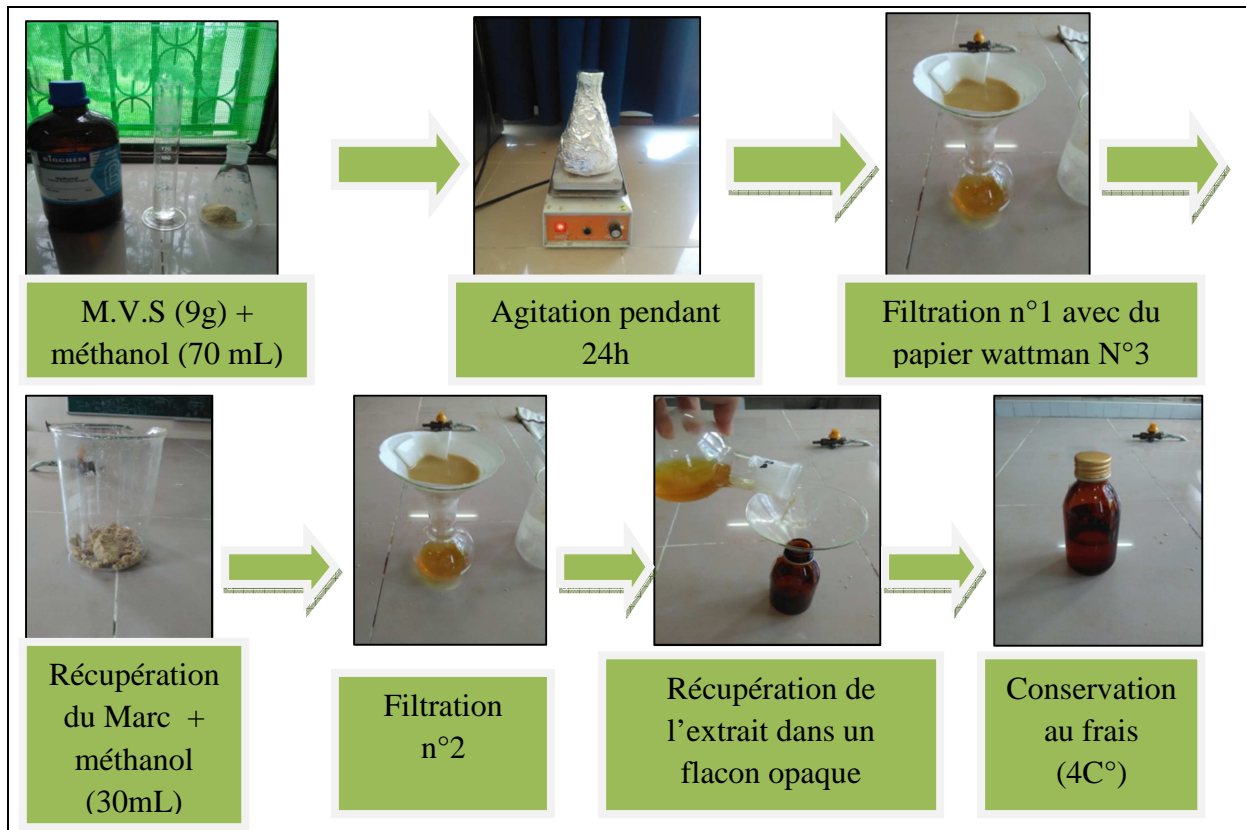 BIOCHEM
M.V.S (9g) +
méthanol (70 mL)
Agitation pendant
24h
Filtration n°1 avec du
papier wattman N°3
Récupération
du Marc +
méthanol
(30mL)
Filtration
n°2
Récupération de
l’extrait dans un
flacon opaque
Conservation
au frais
(4C°)